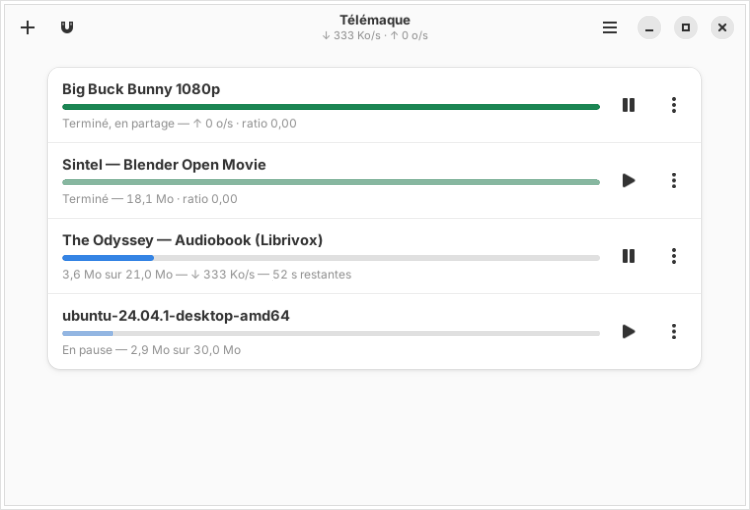 Télémaque
↓ 333 Ko/s · ↑ 0 o/s
Big Buck Bunny 1080p
Terminé, en partage — ↑ 0 o/s · ratio 0,00
Sintel — Blender Open Movie
Terminé — 18,1 Mo · ratio 0,00
The Odyssey — Audiobook (Librivox)
3,6 Mo sur 21,0 Mo — ↓ 333 Ko/s — 52 s restantes
ubuntu-24.04.1-desktop-amd64
En pause — 2,9 Mo sur 30,0 Mo